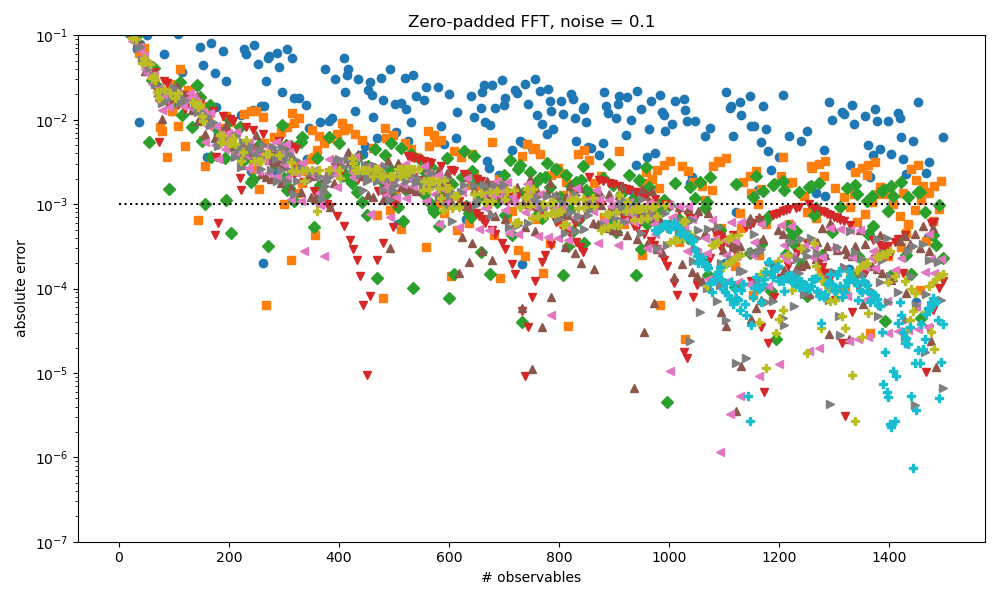 Zero-padded FFT, noise = 0.1
absolute error
10⁻¹
10⁻²
10⁻³
10⁻⁴
10⁻⁵
10⁻⁶
10⁻⁷
0 200 400 600 800 1000 1200 1400
# observables